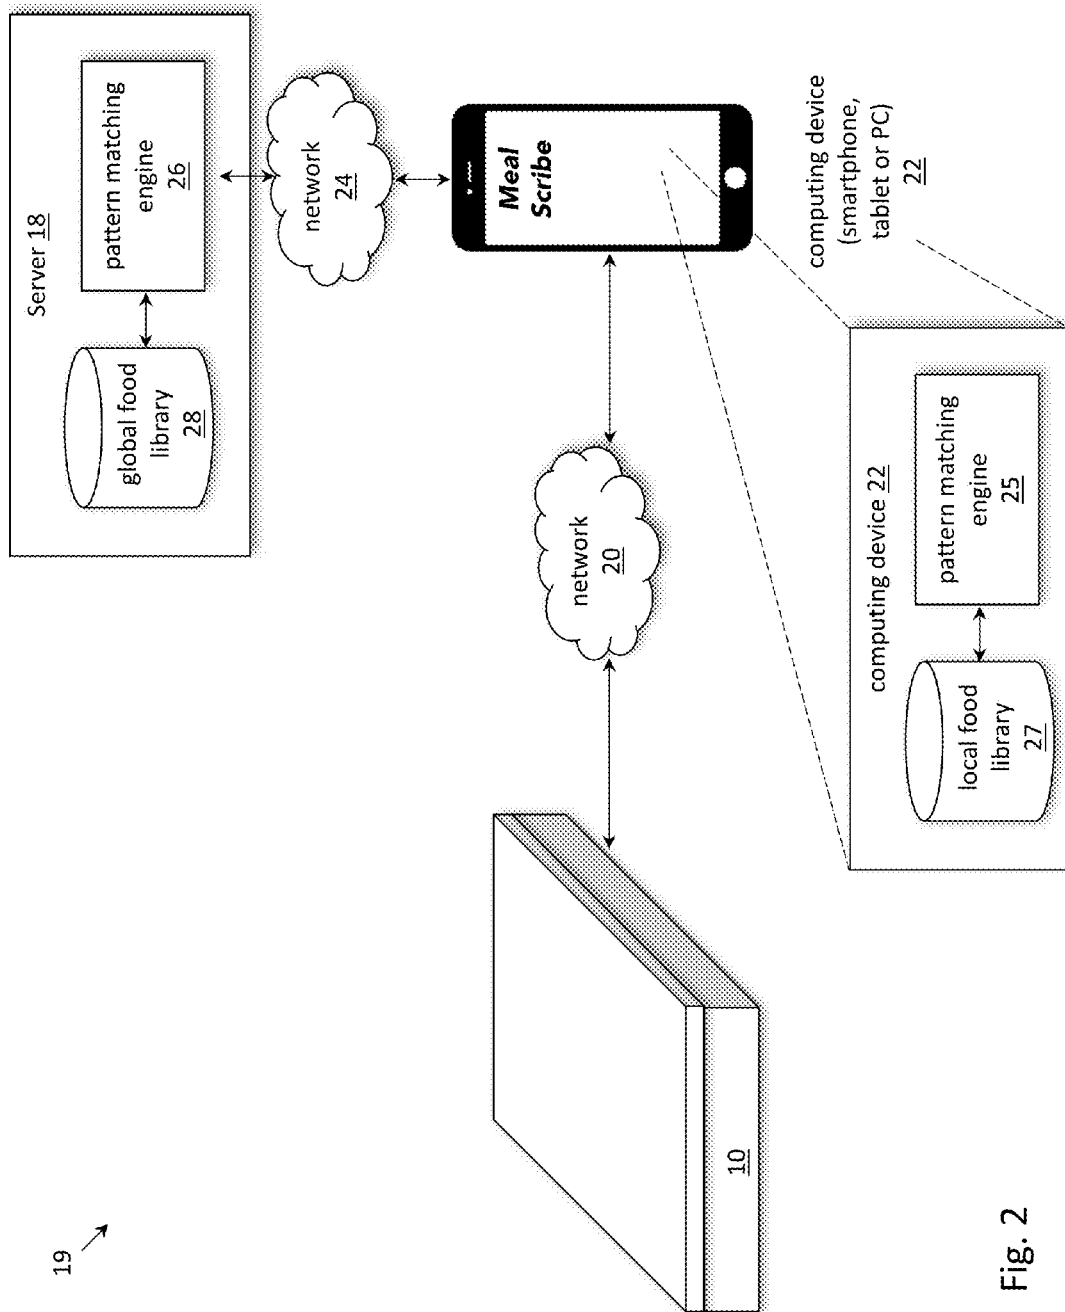 19
Server 18
global food
library
28
pattern matching
engine
26
network
24
network
20
Meal
Scribe
10
computing device
(smartphone,
tablet or PC)
22
computing device 22
local food
library
27
pattern matching
engine
25
Fig. 2